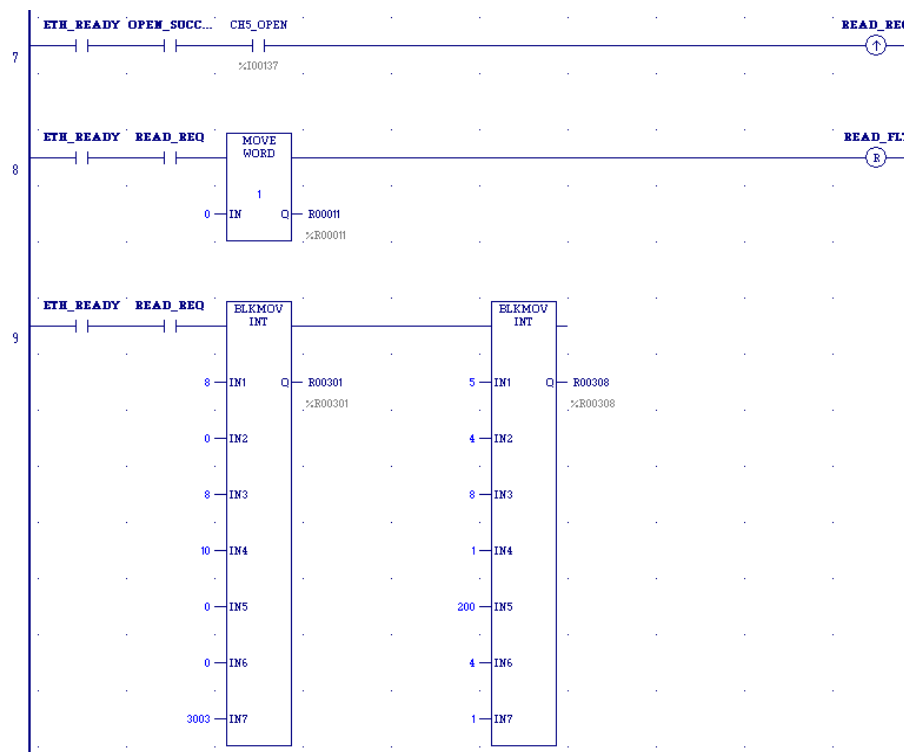 ETH_READY OPEN_SUCC... CH5_OPEN READ_REQ
%I00137
7
ETH_READY READ_REQ MOVE READ_FLT
WORD
8 R
1
0 IN Q R00011
%R00011
ETH_READY READ_REQ BLKMOV BLKMOV
INT INT
9
8 IN1 Q R00301 5 IN1 Q R00308
%R00301 %R00308
0 IN2 4 IN2
8 IN3 8 IN3
10 IN4 1 IN4
0 IN5 200 IN5
0 IN6 4 IN6
3003 IN7 1 IN7